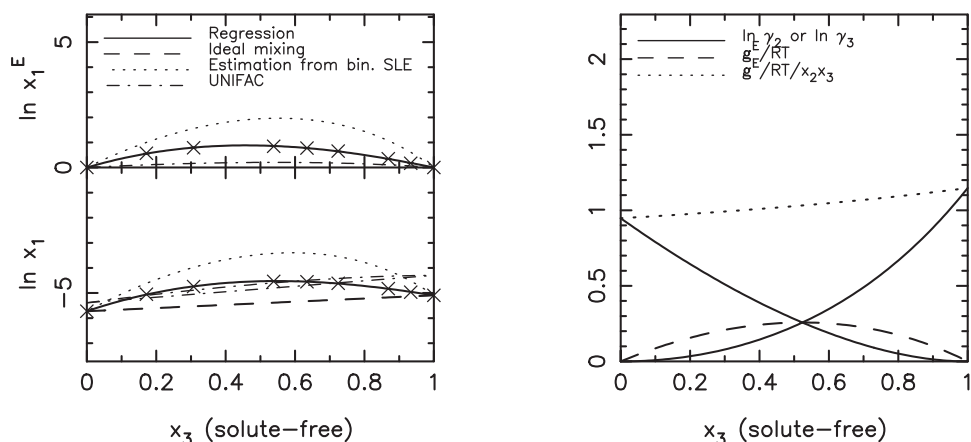 5
0
−5
ln x₁ᴱ
ln x₁
Regression
Ideal mixing
Estimation from bin. SLE
UNIFAC
0 0.2 0.4 0.6 0.8 1
x₃ (solute−free)
2
1.5
1
0.5
0
ln γ₂ or ln γ₃
gᴱ/RT
gᴱ/RT/x₂x₃
0 0.2 0.4 0.6 0.8 1
x₃ (solute−free)